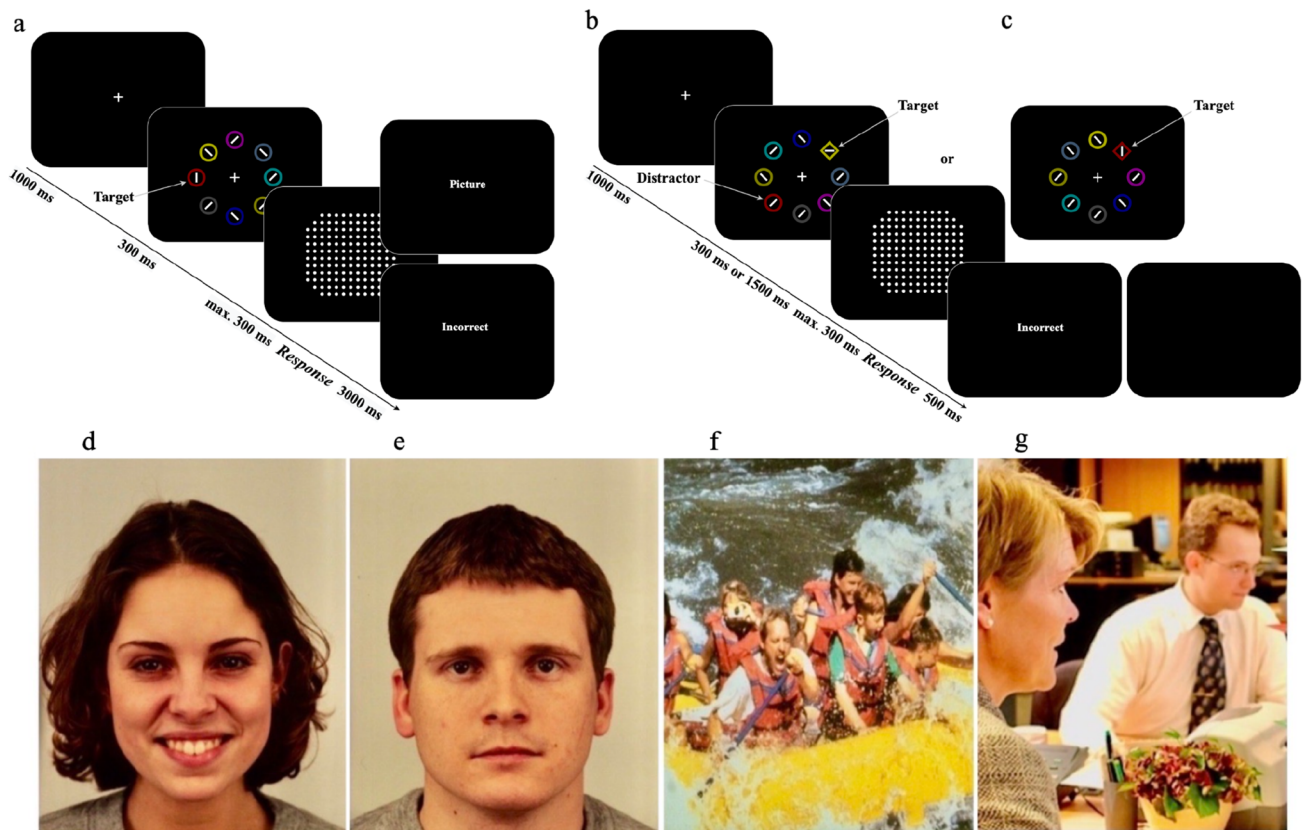 a
Target
1000 ms
300 ms
max. 300 ms Response 3000 ms
Picture
Incorrect
b
Target
Distractor
or
1000 ms
300 ms or 1500 ms max. 300 ms Response 500 ms
Incorrect
c
Target
d
e
f
g